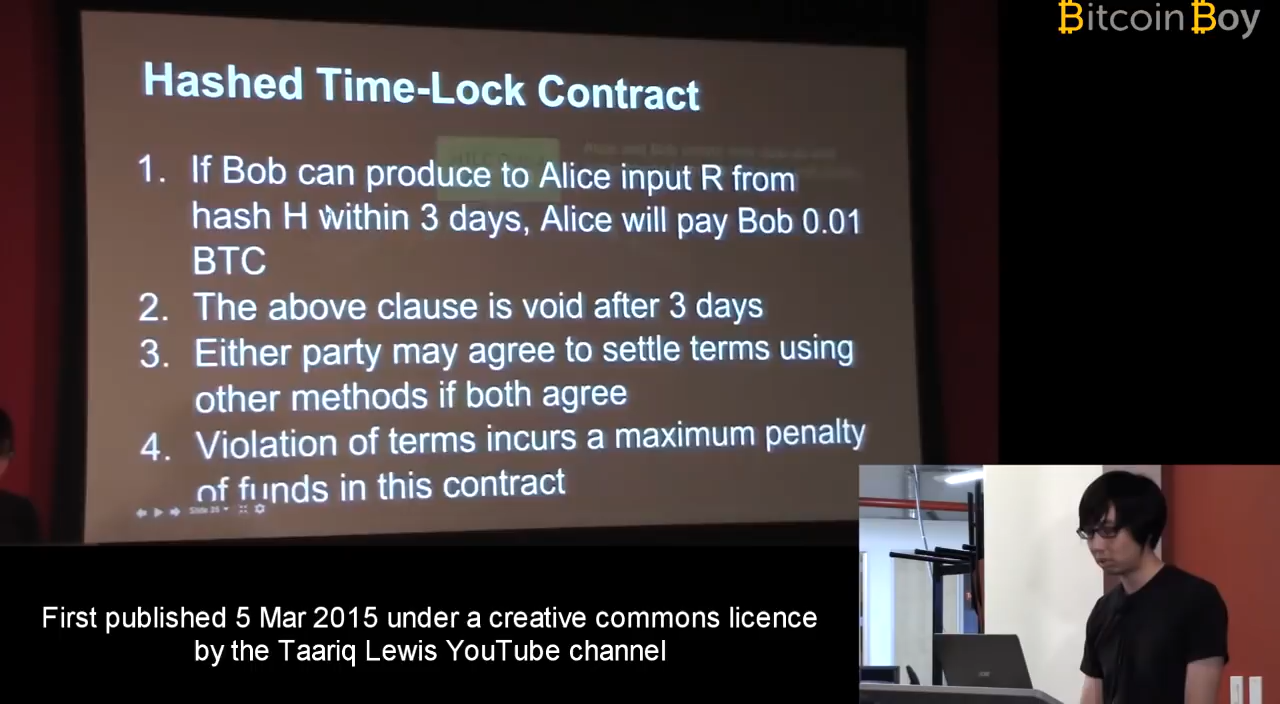 BitcoinBoy
Hashed Time-Lock Contract
1. If Bob can produce to Alice input R from
hash H within 3 days, Alice will pay Bob 0.01
BTC
2. The above clause is void after 3 days
3. Either party may agree to settle terms using
other methods if both agree
4. Violation of terms incurs a maximum penalty
of funds in this contract
First published 5 Mar 2015 under a creative commons licence
by the Taariq Lewis YouTube channel